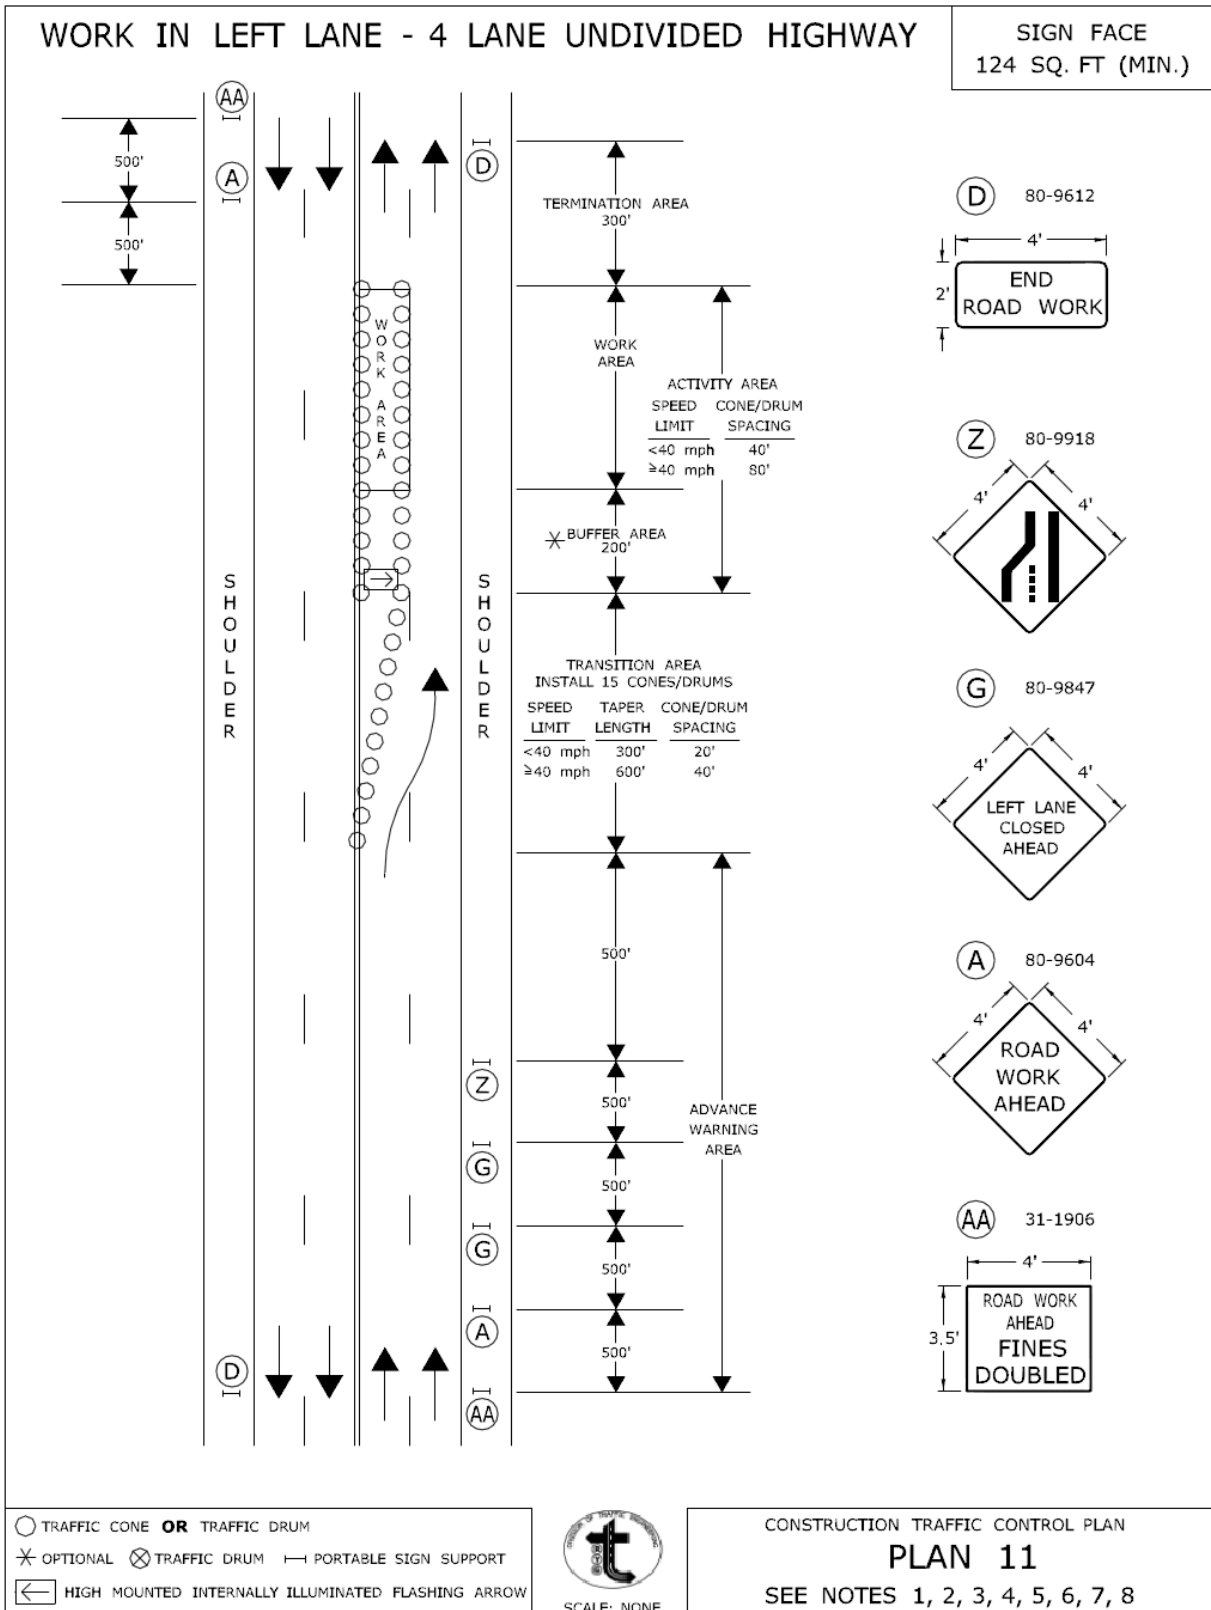 WORK IN LEFT LANE - 4 LANE UNDIVIDED HIGHWAY
SIGN FACE
124 SQ. FT (MIN.)
AA
500'
A
500'
D
TERMINATION AREA
300'
WORK AREA
WORK
AREA
ACTIVITY AREA
SPEED CONE/DRUM
LIMIT SPACING
<40 mph 40'
≥40 mph 80'
BUFFER AREA
200'
SHOULDER
SHOULDER
TRANSITION AREA
INSTALL 15 CONES/DRUMS
SPEED TAPER CONE/DRUM
LIMIT LENGTH SPACING
<40 mph 300' 20'
≥40 mph 600' 40'
500'
Z
500'
G
500'
G
500'
A
500'
AA
D
ADVANCE
WARNING
AREA
D 80-9612
4'
2'
END
ROAD WORK
Z 80-9918
4' 4'
G 80-9847
4' 4'
LEFT LANE
CLOSED
AHEAD
A 80-9604
4' 4'
ROAD
WORK
AHEAD
AA 31-1906
4'
3.5'
ROAD WORK
AHEAD
FINES
DOUBLED
TRAFFIC CONE OR TRAFFIC DRUM
OPTIONAL TRAFFIC DRUM PORTABLE SIGN SUPPORT
HIGH MOUNTED INTERNALLY ILLUMINATED FLASHING ARROW
DIVISION OF TRAFFIC ENGINEERING
SCALE: NONE
CONSTRUCTION TRAFFIC CONTROL PLAN
PLAN 11
SEE NOTES 1, 2, 3, 4, 5, 6, 7, 8